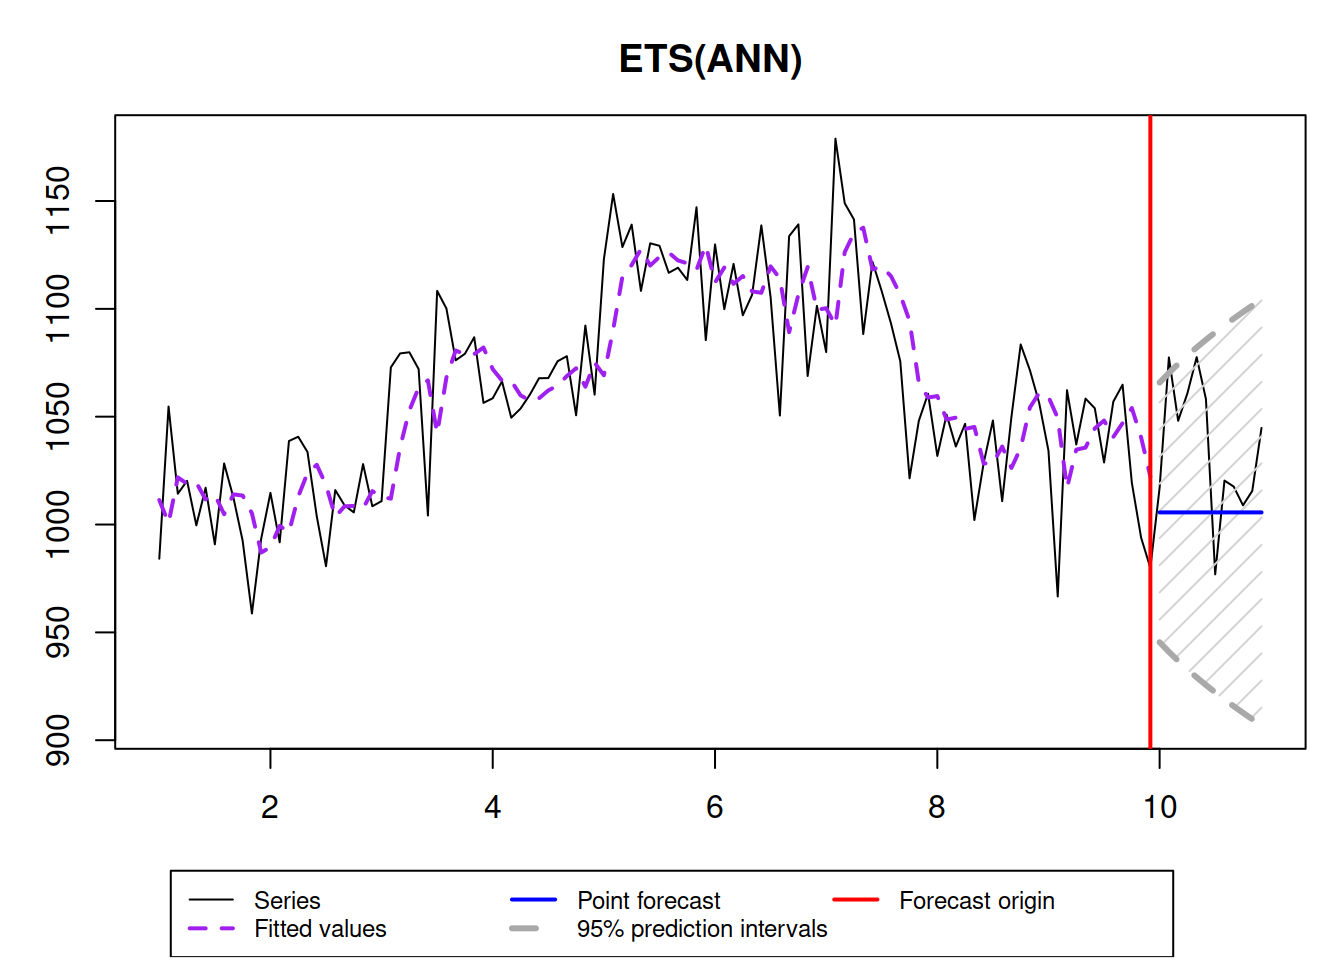 ETS(ANN)
1150
1100
1050
1000
950
900
2 4 6 8 10
Series Point forecast Forecast origin
Fitted values 95% prediction intervals